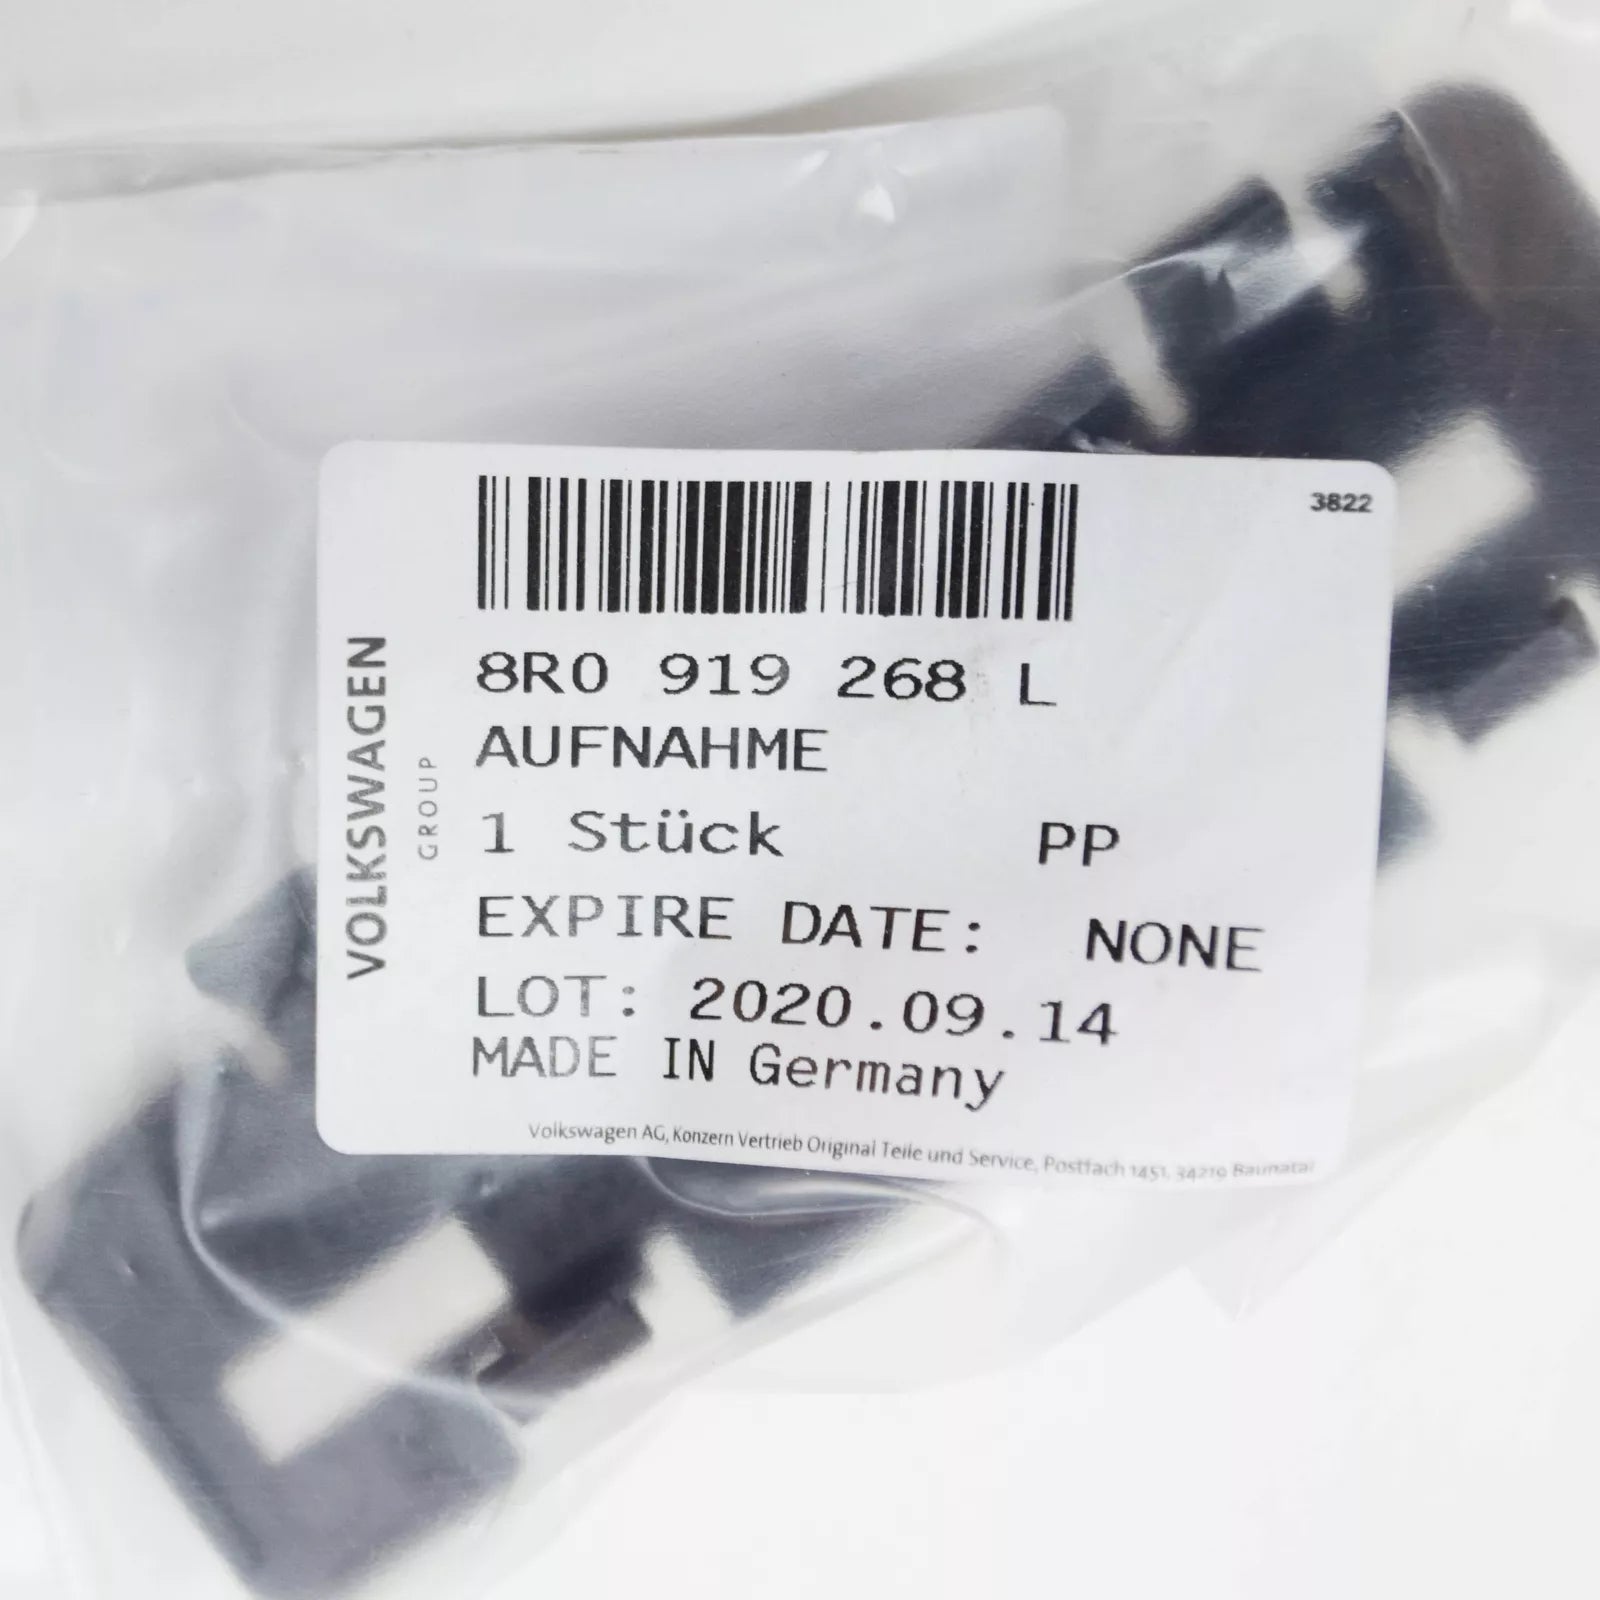 3822
8R0 919 268 L
AUFNAHME
1 Stück PP
EXPIRE DATE: NONE
LOT: 2020.09.14
MADE IN Germany
VOLKSWAGEN
GROUP
Volkswagen AG, Konzern Vertrieb Original Teile und Service, Postfach 1451, 34219 Baunatal